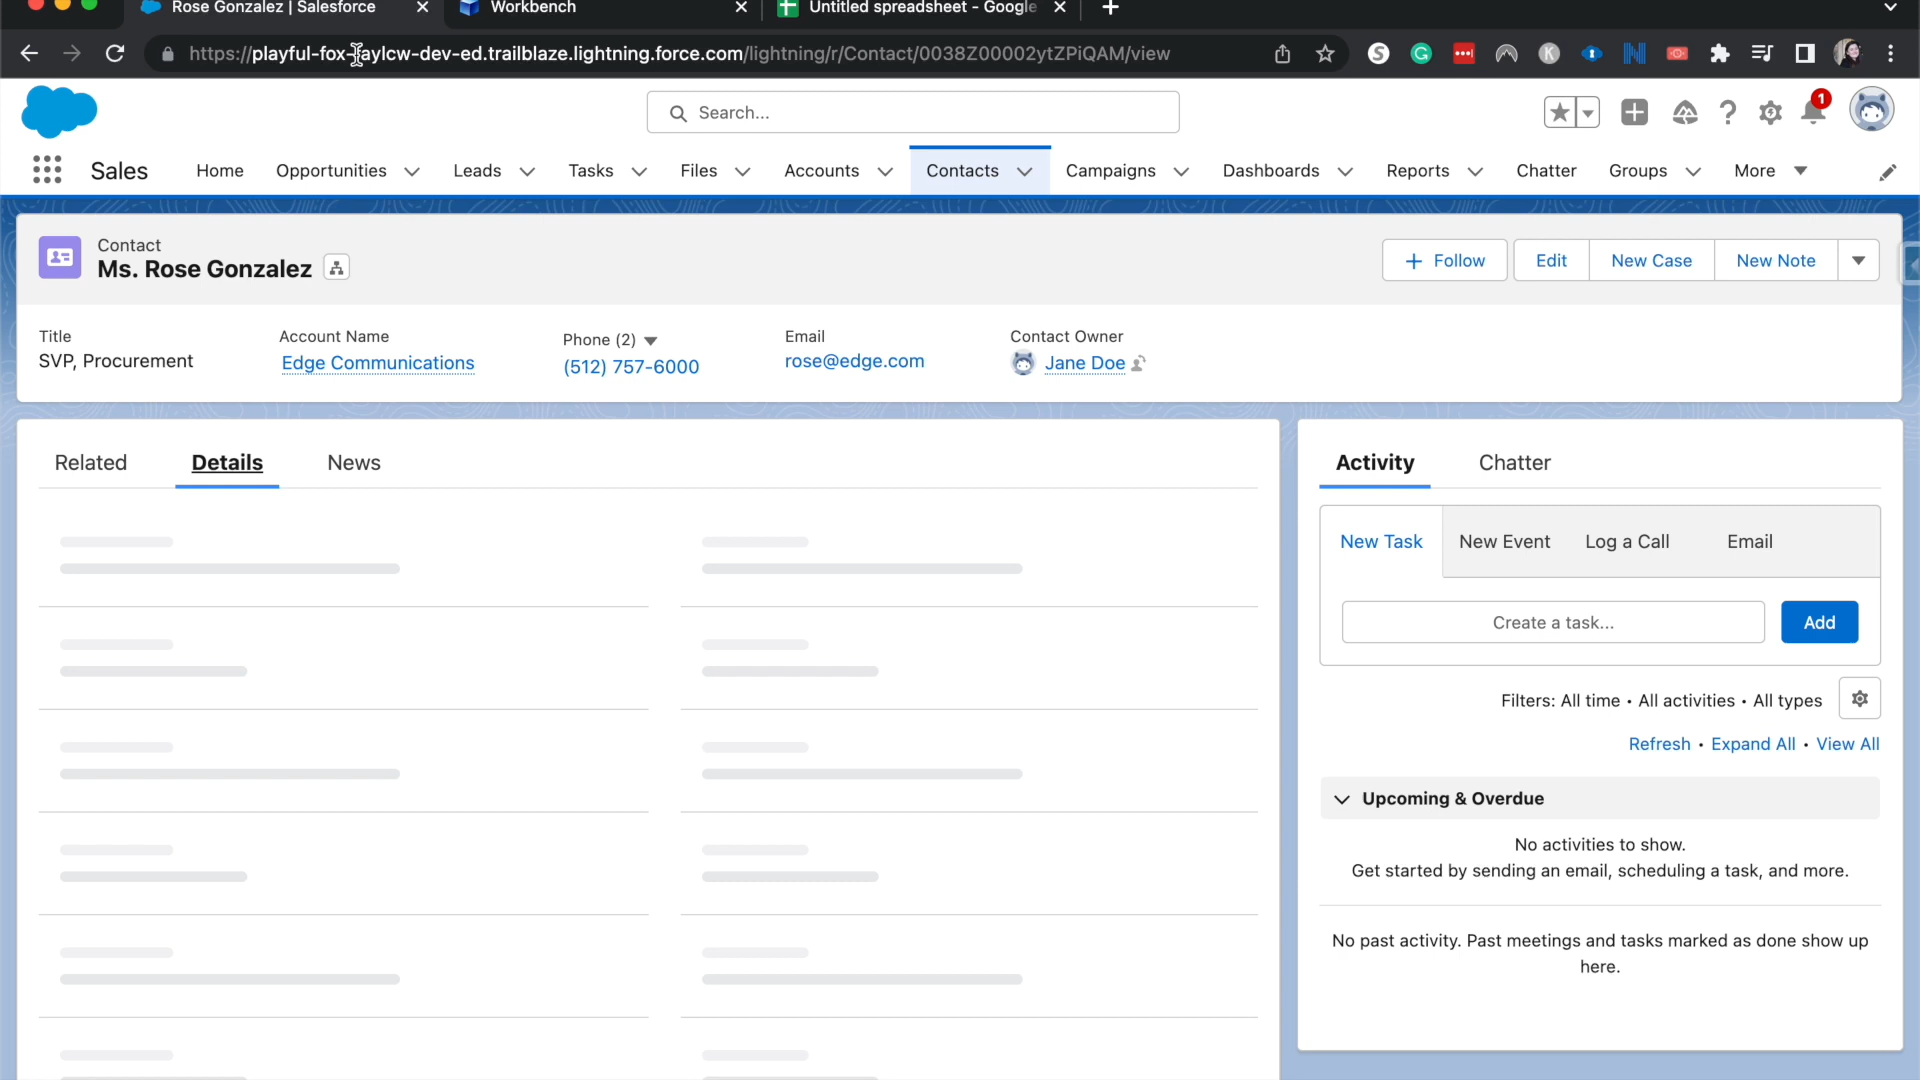 Rose Gonzalez | Salesforce
Workbench
Untitled spreadsheet - Google
https://playful-fox-aylcw-dev-ed.trailblaze.lightning.force.com/lightning/r/Contact/0038Z00002ytZPiQAM/view
Search...
1
Sales
Home
Opportunities
Leads
Tasks
Files
Accounts
Contacts
Campaigns
Dashboards
Reports
Chatter
Groups
More
Contact
Ms. Rose Gonzalez
Follow
Edit
New Case
New Note
Title
SVP, Procurement
Account Name
Edge Communications
Phone (2)
(512) 757-6000
Email
rose@edge.com
Contact Owner
Jane Doe
Related
Details
News
Activity
Chatter
New Task
New Event
Log a Call
Email
Create a task...
Add
Filters: All time • All activities • All types
Refresh • Expand All • View All
Upcoming & Overdue
No activities to show.
Get started by sending an email, scheduling a task, and more.
No past activity. Past meetings and tasks marked as done show up
here.